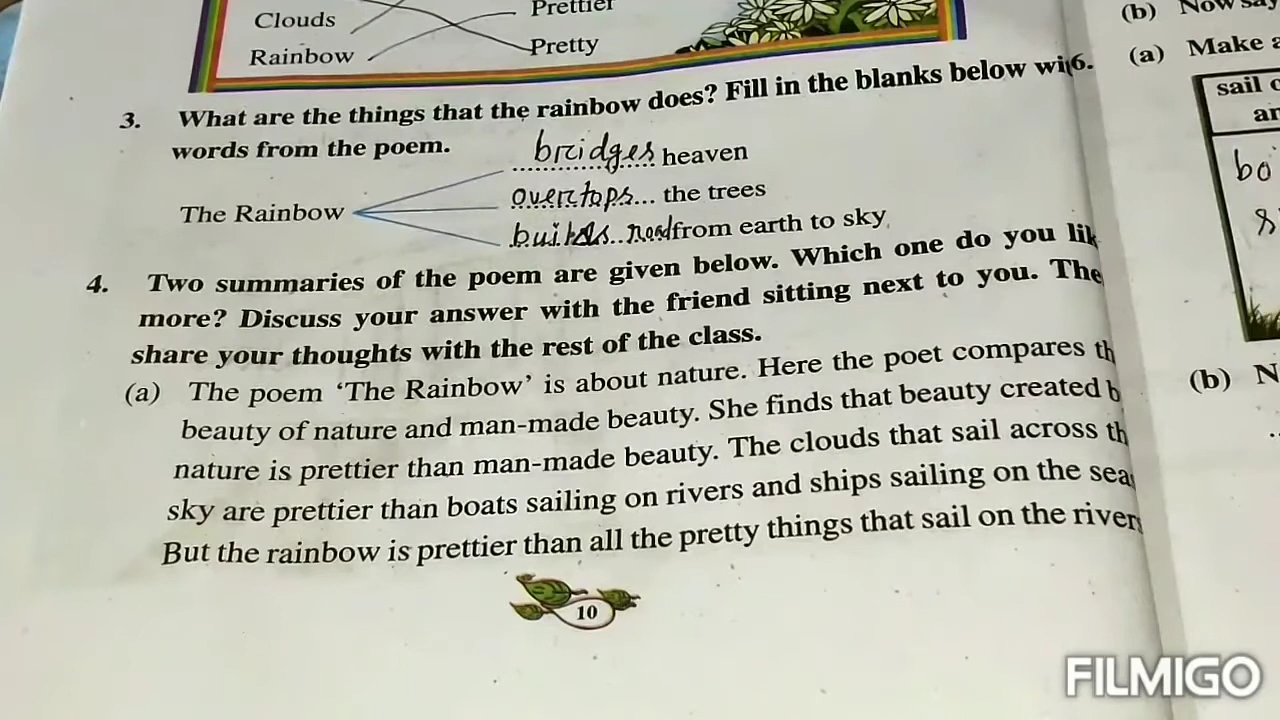 Clouds
Prettier
Rainbow
Pretty
3. What are the things that the rainbow does? Fill in the blanks below wi
words from the poem.
bridges heaven
The Rainbow
overtops... the trees
builds road from earth to sky
4. Two summaries of the poem are given below. Which one do you lik
more? Discuss your answer with the friend sitting next to you. The
share your thoughts with the rest of the class.
(a) The poem ‘The Rainbow’ is about nature. Here the poet compares th
beauty of nature and man-made beauty. She finds that beauty created b
nature is prettier than man-made beauty. The clouds that sail across th
sky are prettier than boats sailing on rivers and ships sailing on the sea
But the rainbow is prettier than all the pretty things that sail on the river
10
(b) Now say
6.
(a) Make a
sail
ar
bo
s
(b) N
FILMIGO